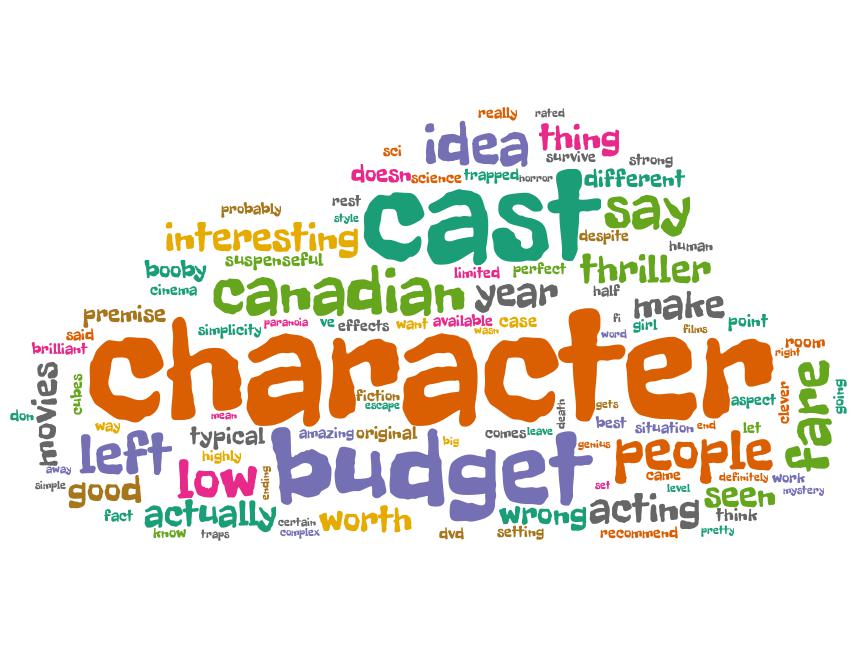 really
rated
idea
thing
sci
survive
strong
doesn
science
trapped
horror
different
rest
cast
say
probably
style
interesting
despite
human
suspenseful
booby
limited
perfect
thriller
cinema
canadian
year
half
make
premise
simplicity
paranoia
ve
effects
want
available
wasn
case
fi
girl
films
point
word
said
brilliant
character
room
right
movies
cubes
fiction
escape
death
gets
aspect
clever
fare
going
don
mean
way
left
typical
amazing
original
big
comes
leave
best
situation
end
let
highly
budget
genius
people
away
simple
good
low
ending
set
came
level
definitely
work
mystery
seen
fact
actually
certain
complex
worth
wrong
acting
think
know
traps
dvd
setting
recommend
pretty